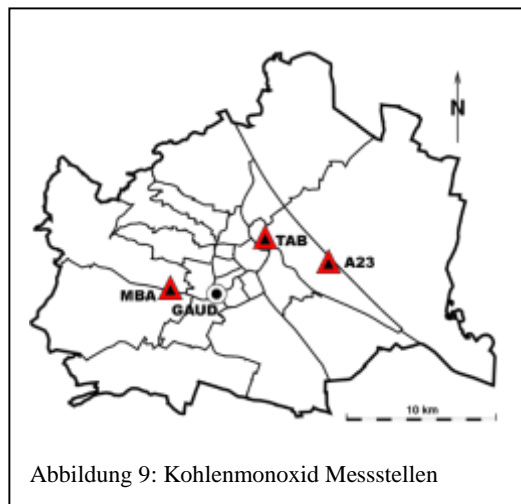 N
TAB
A23
MBA
GAUD
10 km
Abbildung 9: Kohlenmonoxid Messstellen